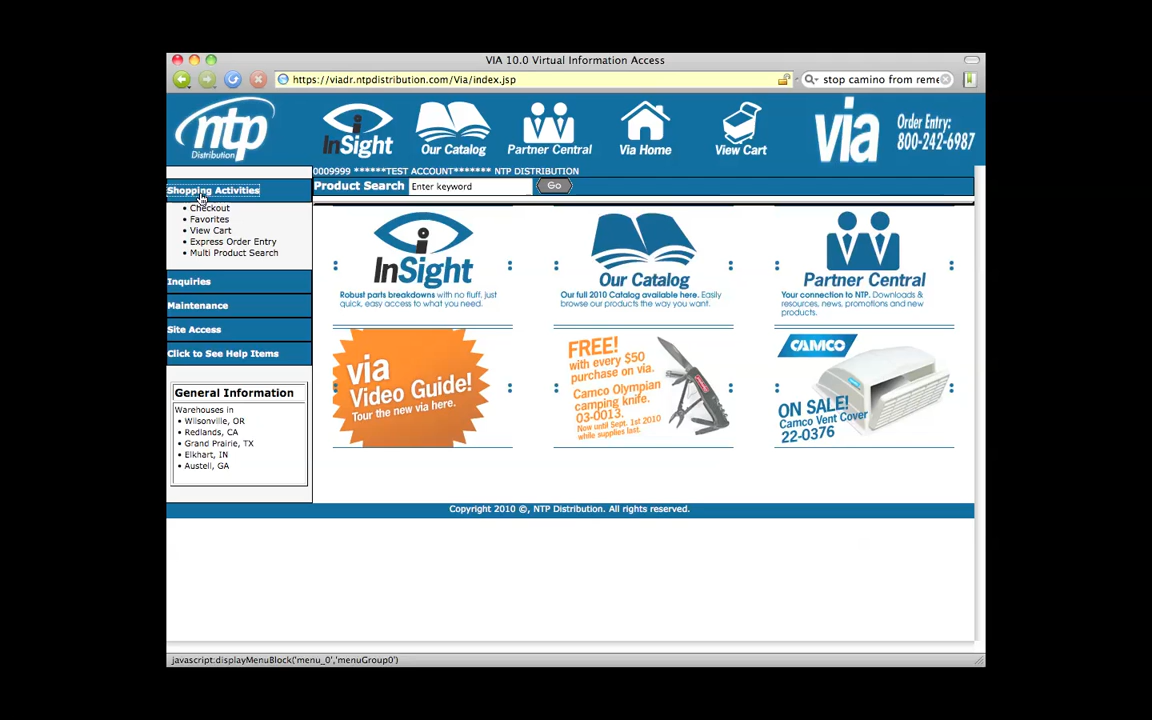 VIA 10.0 Virtual Information Access
https://viadr.ntpdistribution.com/Via/index.jsp
stop camino from reme
ntp
Distribution
InSight
Our Catalog
Partner Central
Via Home
View Cart
via
Order Entry:
800-242-6987
0009999 ******TEST ACCOUNT******* NTP DISTRIBUTION
Product Search
Enter keyword
Go
Shopping Activities
• Checkout
• Favorites
• View Cart
• Express Order Entry
• Multi Product Search
Inquiries
Maintenance
Site Access
Click to See Help Items
General Information
Warehouses in
• Wilsonville, OR
• Redlands, CA
• Grand Prairie, TX
• Elkhart, IN
• Austell, GA
InSight
Robust parts breakdowns with no fluff, just
quick, easy access to what you need.
Our Catalog
Our full 2010 Catalog available here. Easily
browse our products the way you want.
Partner Central
Your connection to NTP. Downloads &
resources, news, promotions and new
products.
via
Video Guide!
Tour the new via here.
FREE!
with every $50
purchase on via.
Camco Olympian
camping knife.
03-0013.
Now until Sept. 1st 2010
while supplies last.
CAMCO
ON SALE!
Camco Vent Cover
22-0376
Copyright 2010 ©, NTP Distribution. All rights reserved.
javascript:displayMenuBlock('menu_0','menuGroup0')